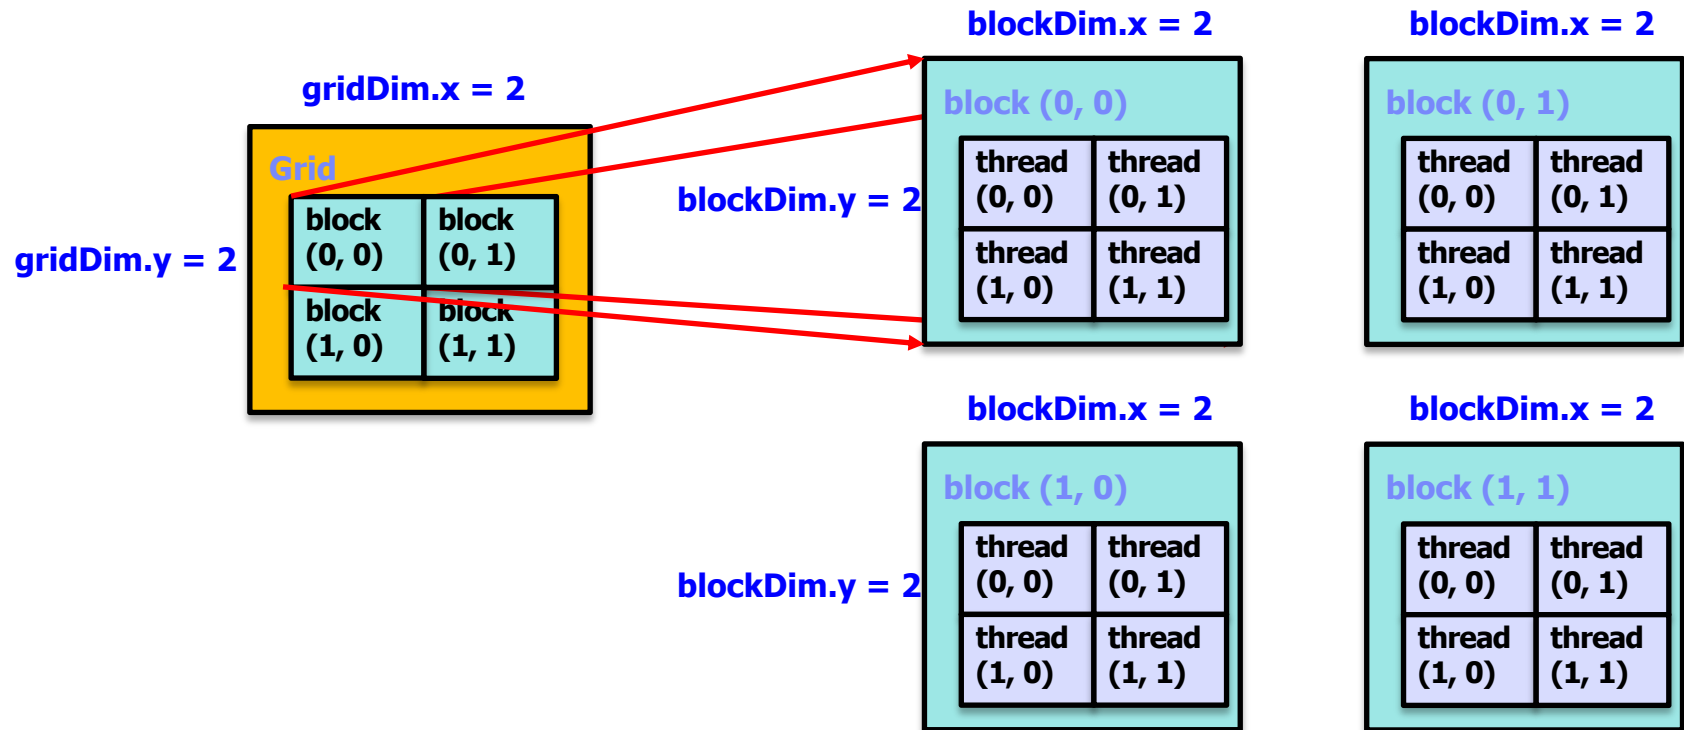 gridDim.x = 2
Grid
gridDim.y = 2
block block
(0, 0) (0, 1)
block block
(1, 0) (1, 1)
blockDim.x = 2
block (0, 0)
blockDim.y = 2
thread thread
(0, 0) (0, 1)
thread thread
(1, 0) (1, 1)
blockDim.x = 2
block (0, 1)
thread thread
(0, 0) (0, 1)
thread thread
(1, 0) (1, 1)
blockDim.x = 2
block (1, 0)
blockDim.y = 2
thread thread
(0, 0) (0, 1)
thread thread
(1, 0) (1, 1)
blockDim.x = 2
block (1, 1)
thread thread
(0, 0) (0, 1)
thread thread
(1, 0) (1, 1)